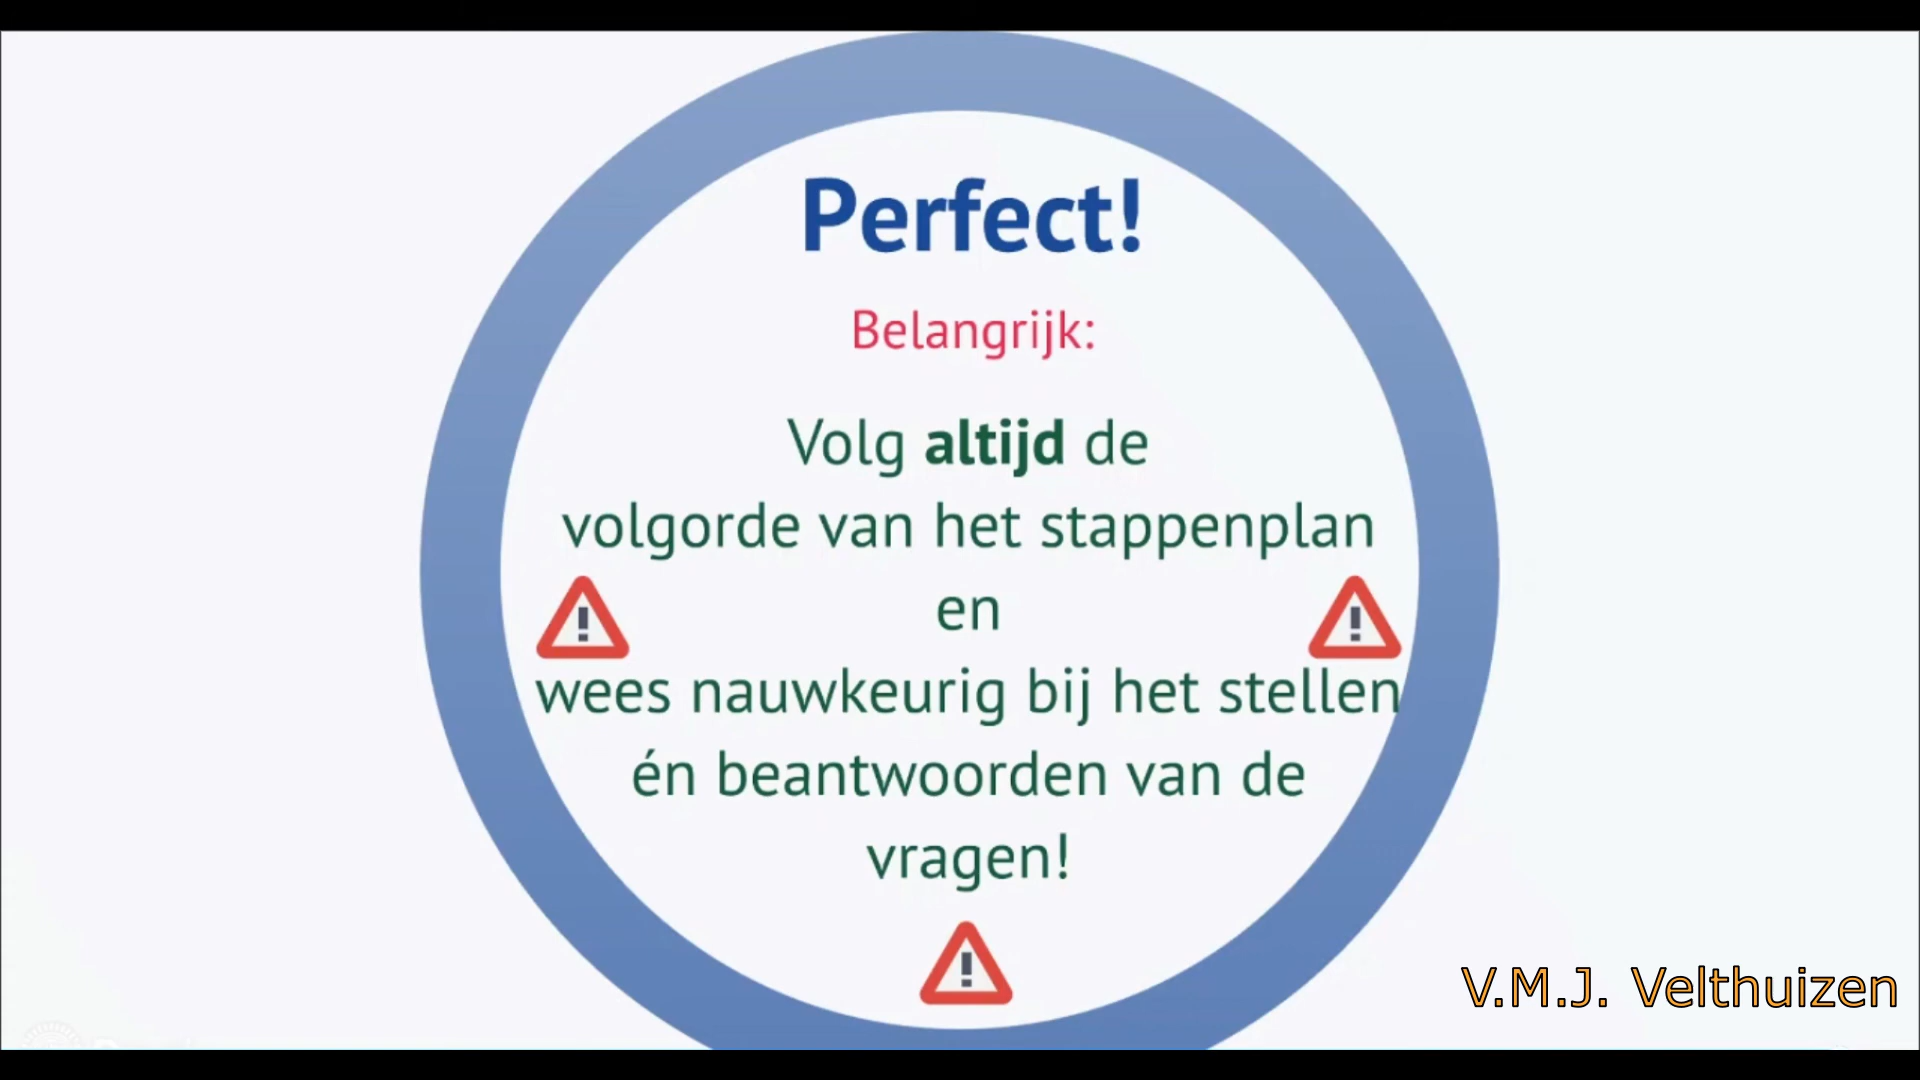 Perfect!
Belangrijk:
Volg altijd de
volgorde van het stappenplan
en
wees nauwkeurig bij het stellen
én beantwoorden van de
vragen!
V.M.J. Velthuizen